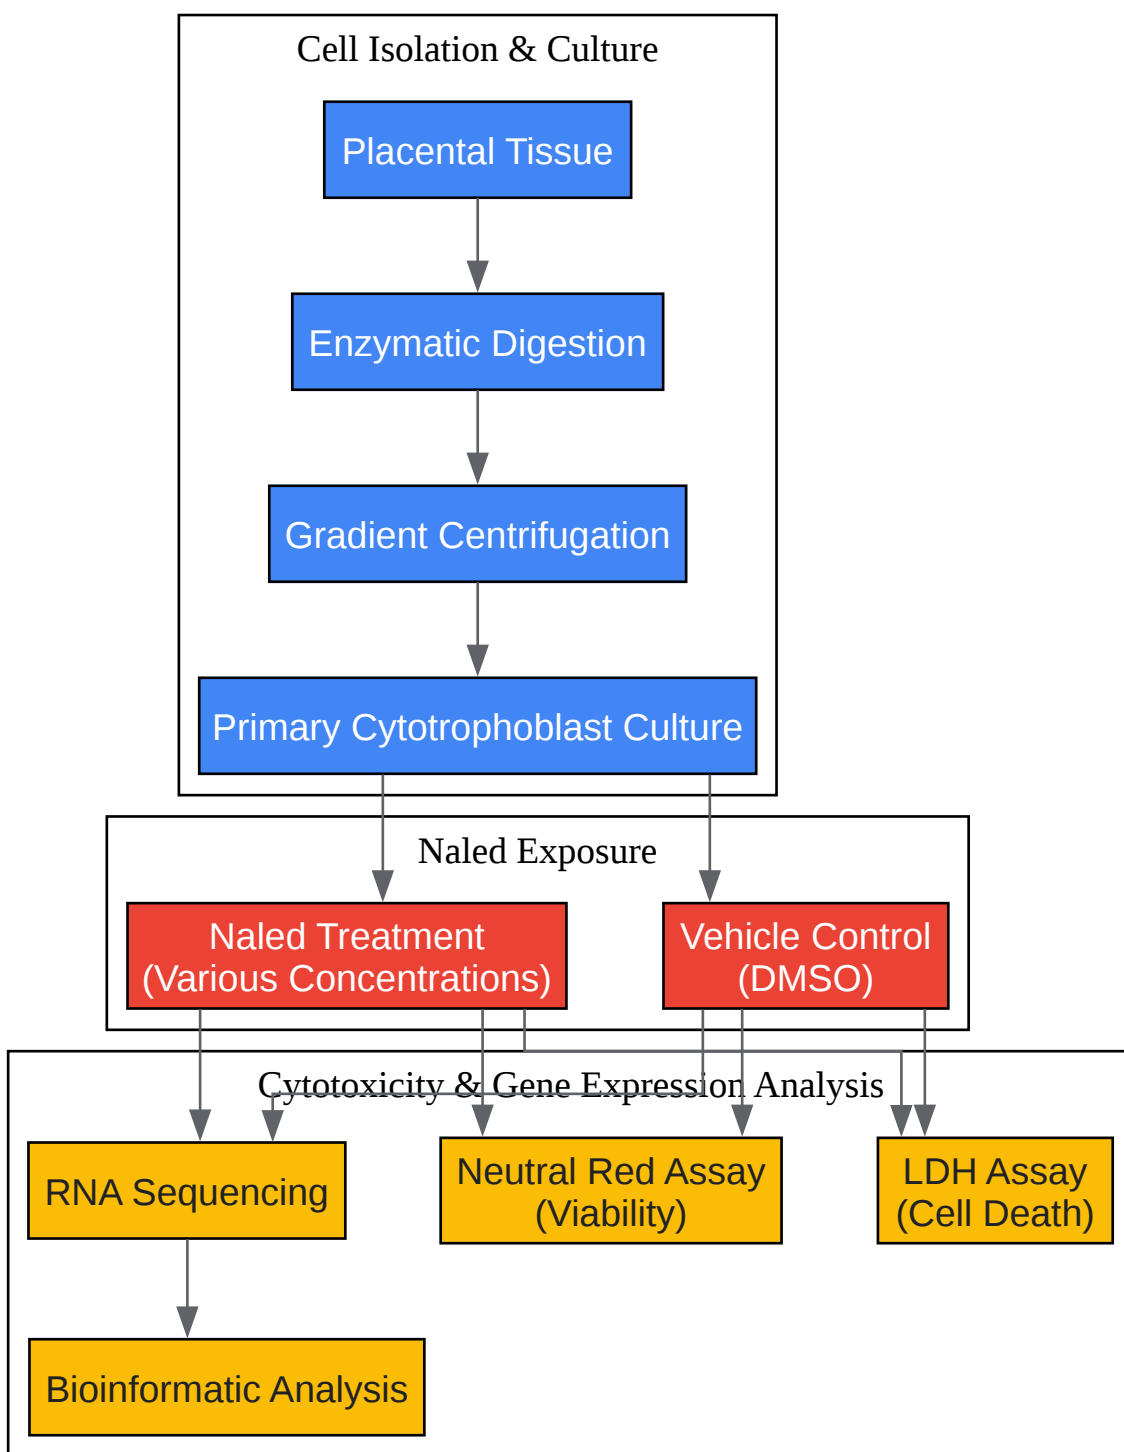 Cell Isolation & Culture
Placental Tissue
Enzymatic Digestion
Gradient Centrifugation
Primary Cytotrophoblast Culture
Naled Exposure
Naled Treatment
(Various Concentrations)
Vehicle Control
(DMSO)
Cytotoxicity & Gene Expression Analysis
RNA Sequencing
Neutral Red Assay
(Viability)
LDH Assay
(Cell Death)
Bioinformatic Analysis